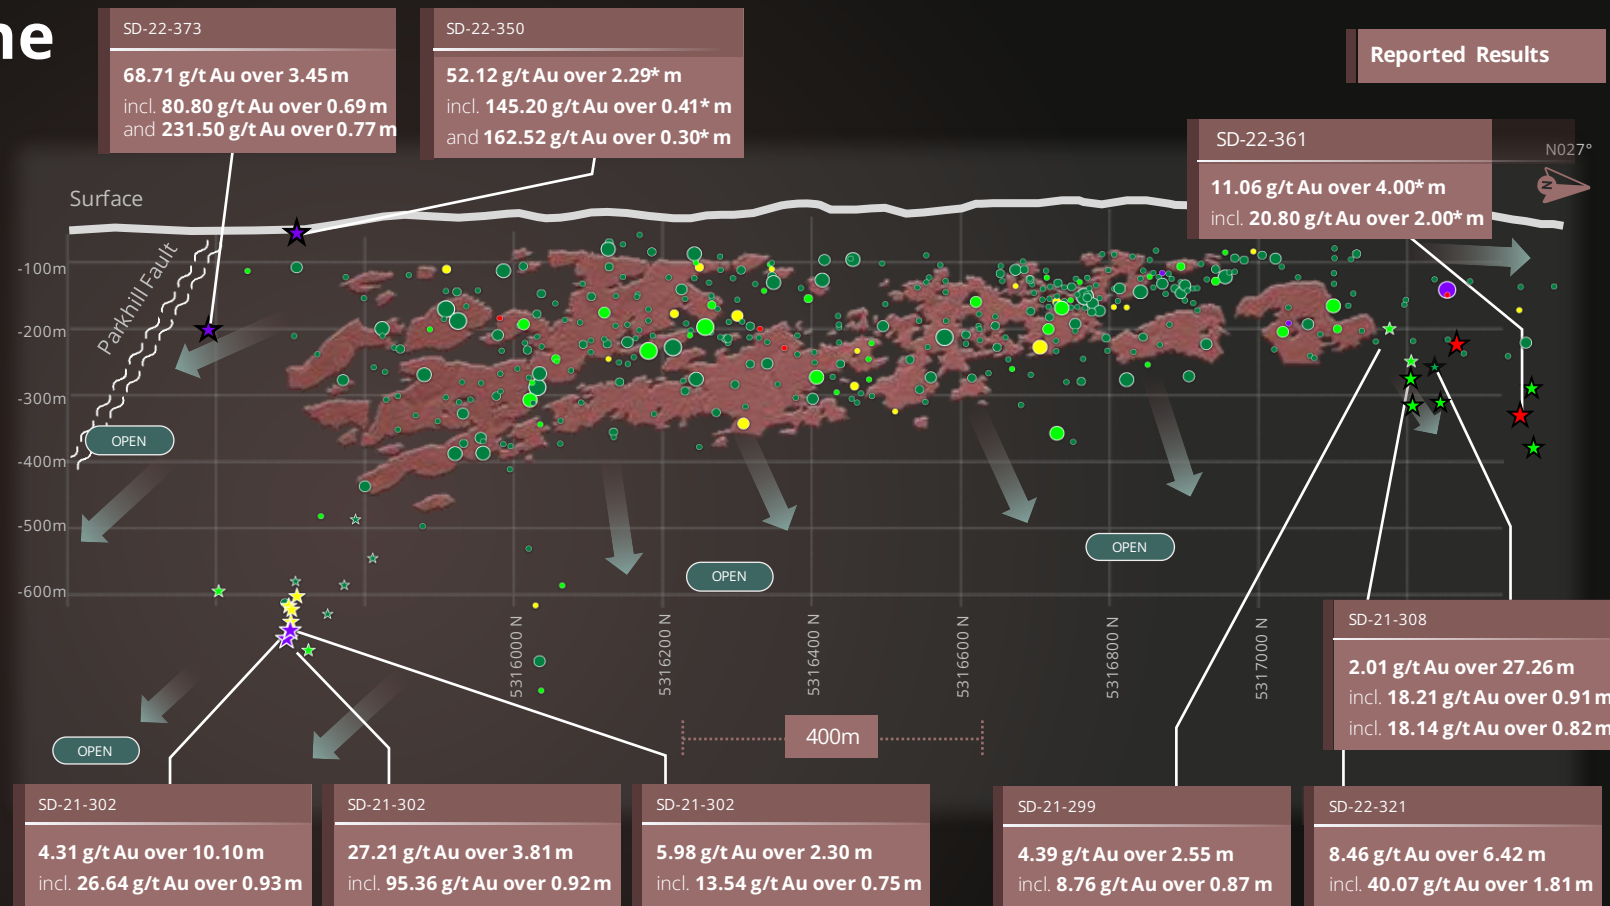 ne
SD-22-373
68.71 g/t Au over 3.45 m
incl. 80.80 g/t Au over 0.69 m
and 231.50 g/t Au over 0.77 m
SD-22-350
52.12 g/t Au over 2.29* m
incl. 145.20 g/t Au over 0.41* m
and 162.52 g/t Au over 0.30* m
Reported Results
SD-22-361
11.06 g/t Au over 4.00* m
incl. 20.80 g/t Au over 2.00* m
N027°
N
Surface
Parkhill Fault
-100m
-200m
-300m
-400m
-500m
-600m
OPEN
OPEN
OPEN
OPEN
5316000 N
5316200 N
5316400 N
5316600 N
5316800 N
5317000 N
400m
SD-21-308
2.01 g/t Au over 27.26 m
incl. 18.21 g/t Au over 0.91 m
incl. 18.14 g/t Au over 0.82 m
SD-21-302
4.31 g/t Au over 10.10 m
incl. 26.64 g/t Au over 0.93 m
SD-21-302
27.21 g/t Au over 3.81 m
incl. 95.36 g/t Au over 0.92 m
SD-21-302
5.98 g/t Au over 2.30 m
incl. 13.54 g/t Au over 0.75 m
SD-21-299
4.39 g/t Au over 2.55 m
incl. 8.76 g/t Au over 0.87 m
SD-22-321
8.46 g/t Au over 6.42 m
incl. 40.07 g/t Au over 1.81 m